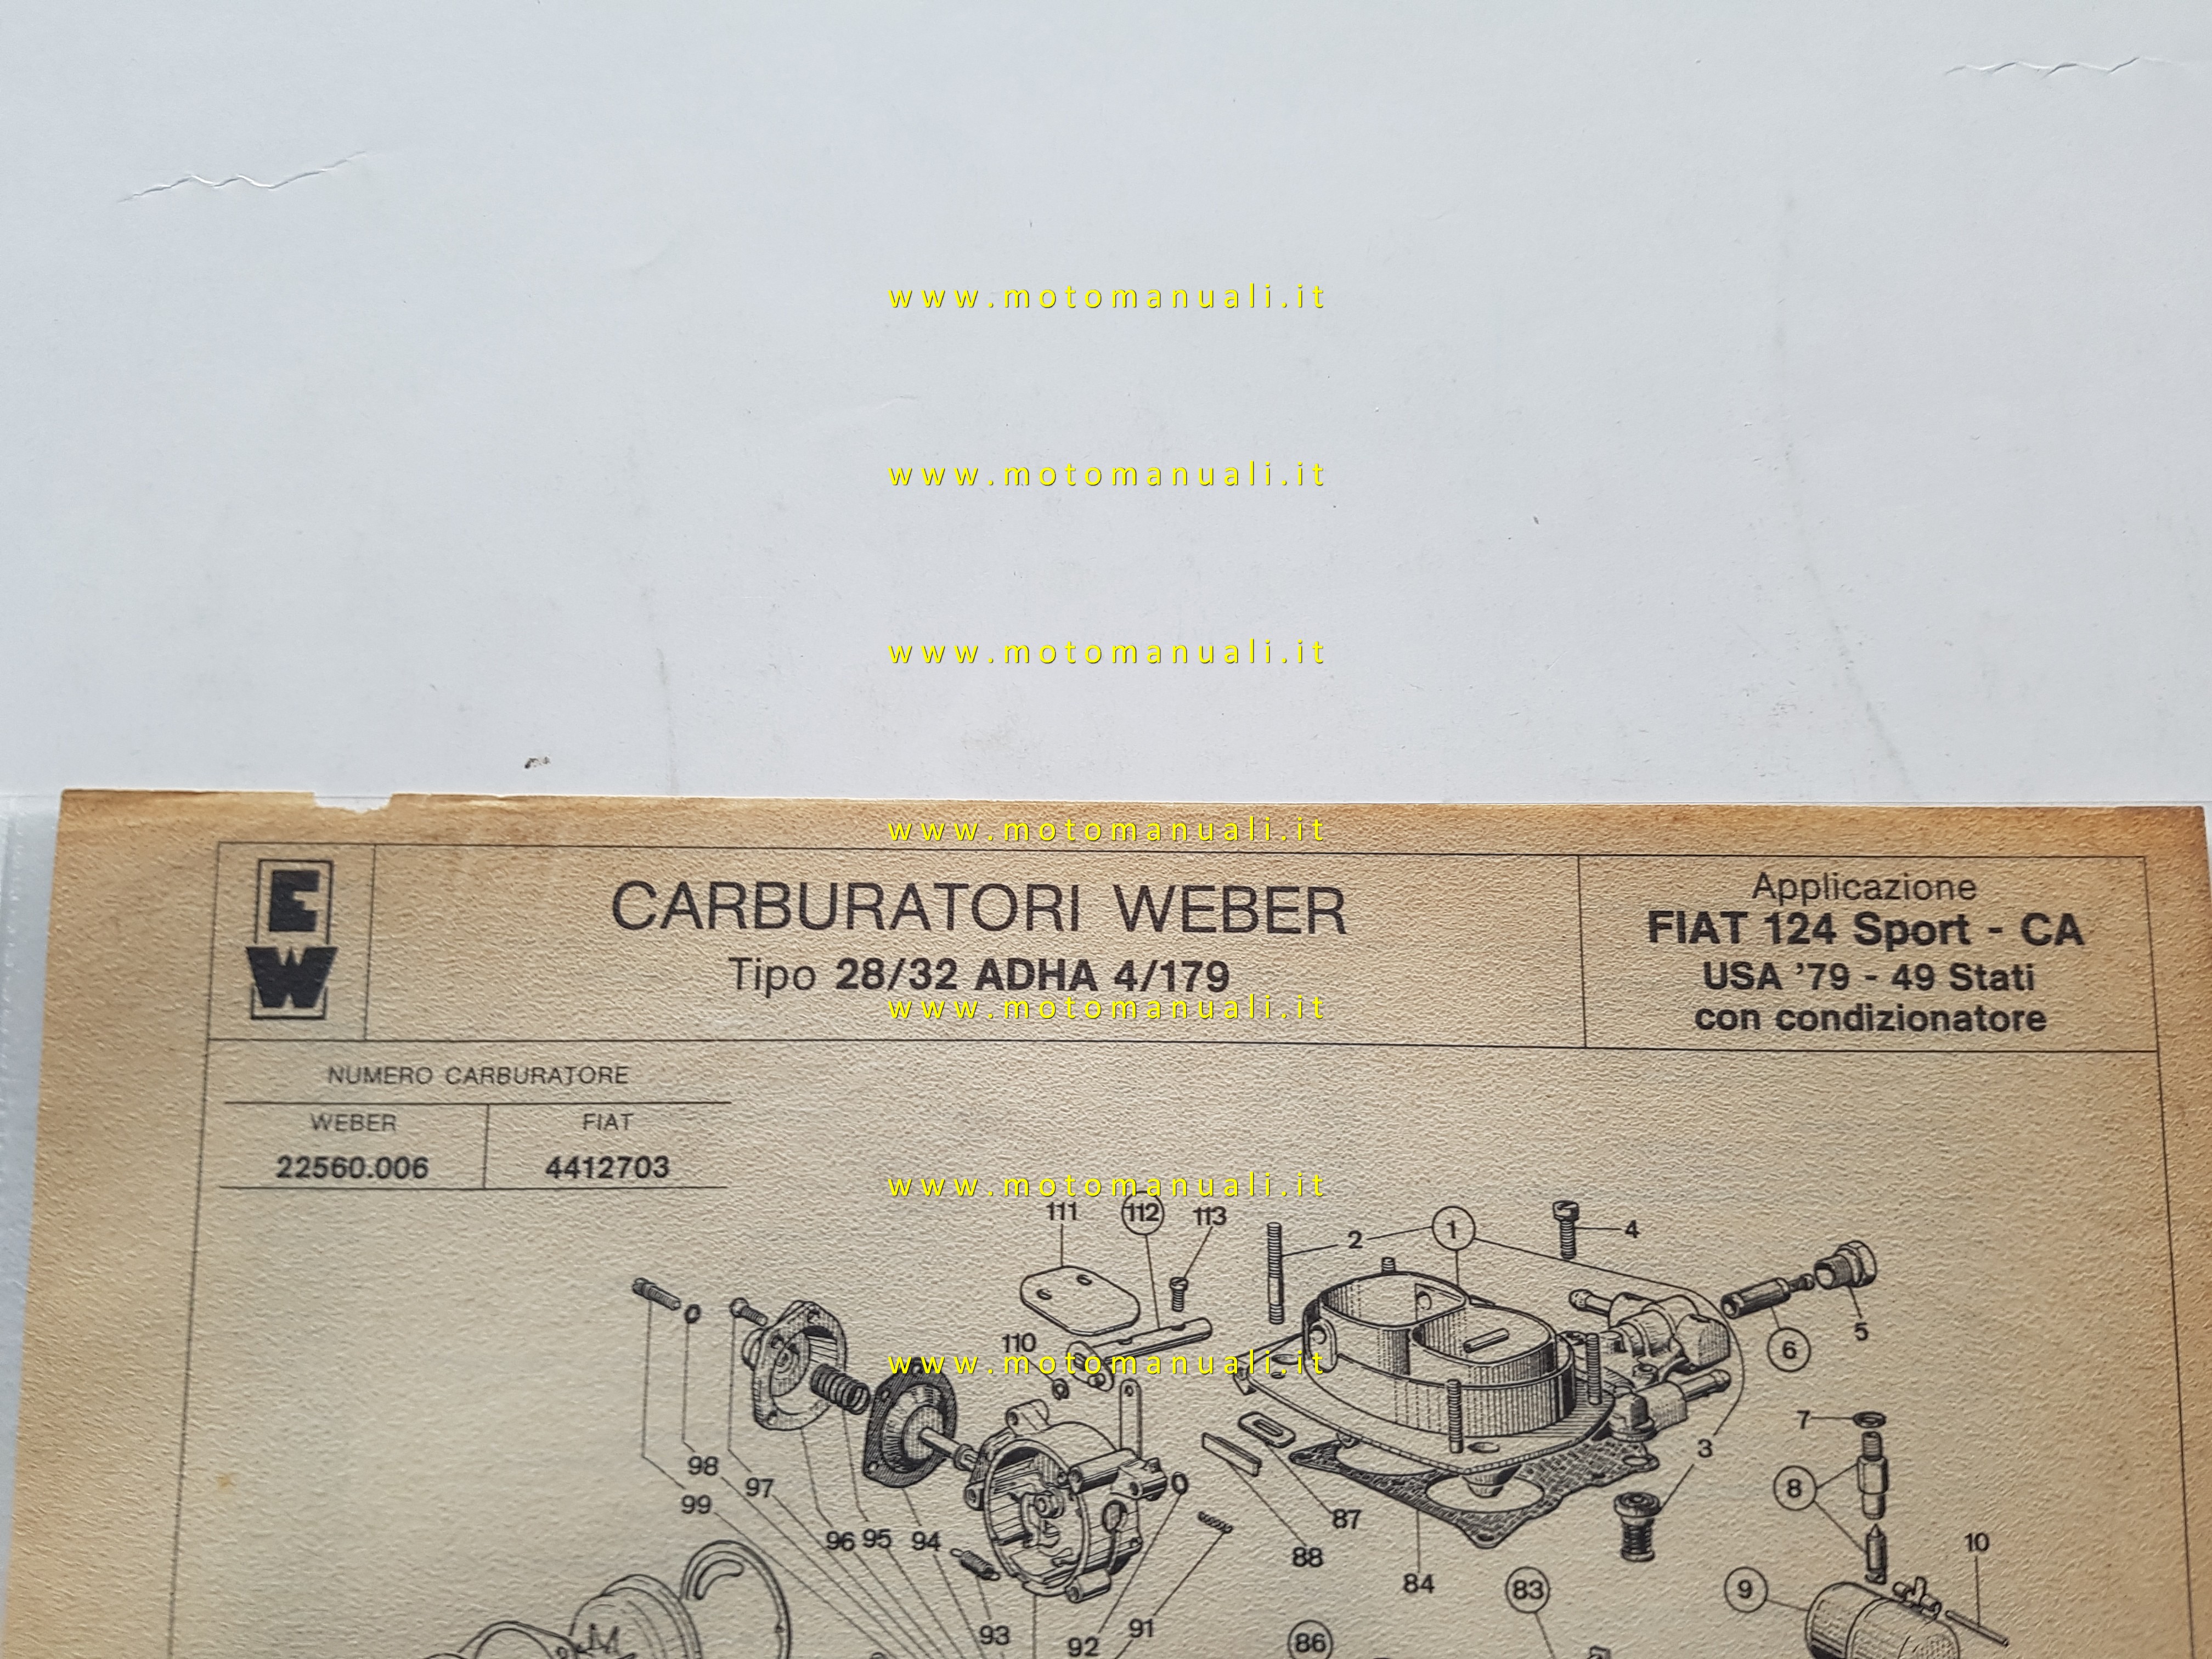 www.motomanuali.it
www.motomanuali.it
www.motomanuali.it
www.motomanuali.it
E
W
CARBURATORI WEBER
Tipo 28/32 ADHA 4/179
Applicazione
FIAT 124 Sport - CA
USA '79 - 49 Stati
con condizionatore
www.motomanuali.it
NUMERO CARBURATORE
WEBER FIAT
22560.006 4412703
www.motomanuali.it
111 112 113 2 1 4
110 6 5
www.motomanuali.it
7
98 3
97 8
99 87
96 95 94 88 10
84 83 9
93 92 91 86